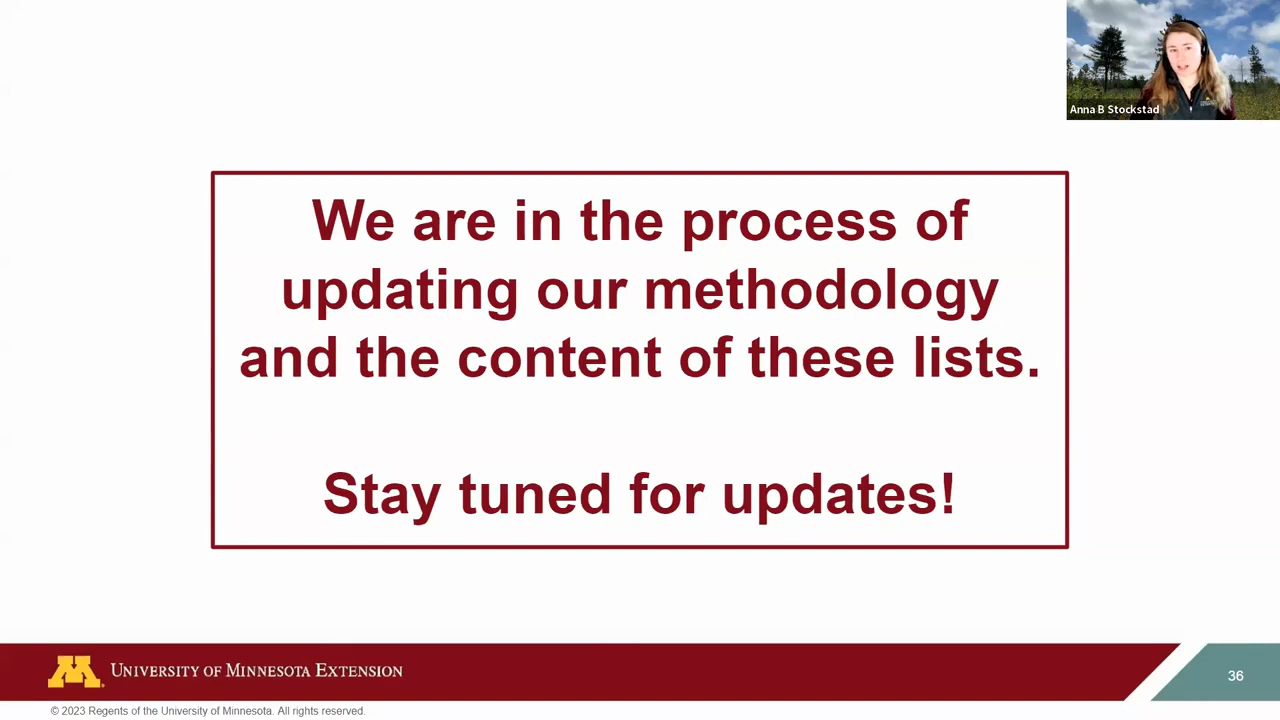 Anna B Stockstad
We are in the process of
updating our methodology
and the content of these lists.
Stay tuned for updates!
UNIVERSITY OF MINNESOTA EXTENSION
36
© 2023 Regents of the University of Minnesota. All rights reserved.